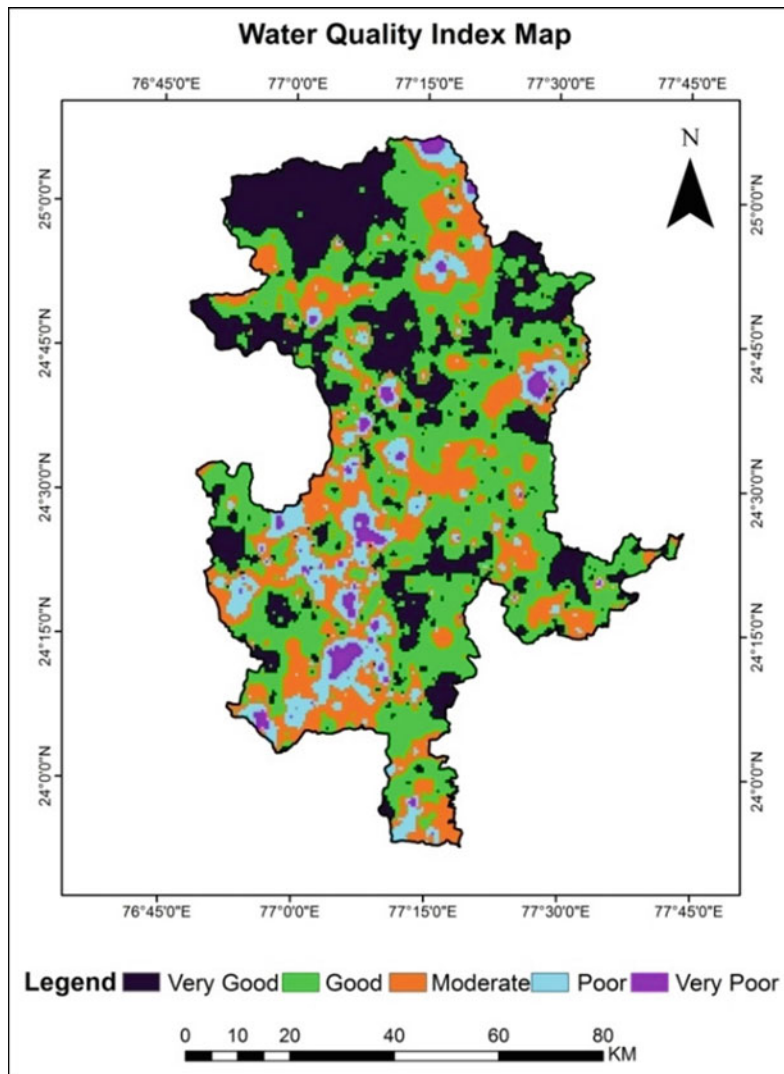 Water Quality Index Map
76°45'0"E 77°0'0"E 77°15'0"E 77°30'0"E 77°45'0"E
N
25°0'0"N 25°0'0"N
24°45'0"N 24°45'0"N
24°30'0"N 24°30'0"N
24°15'0"N 24°15'0"N
24°0'0"N 24°0'0"N
76°45'0"E 77°0'0"E 77°15'0"E 77°30'0"E 77°45'0"E
Legend Very Good Good Moderate Poor Very Poor
0 10 20 40 60 80
KM